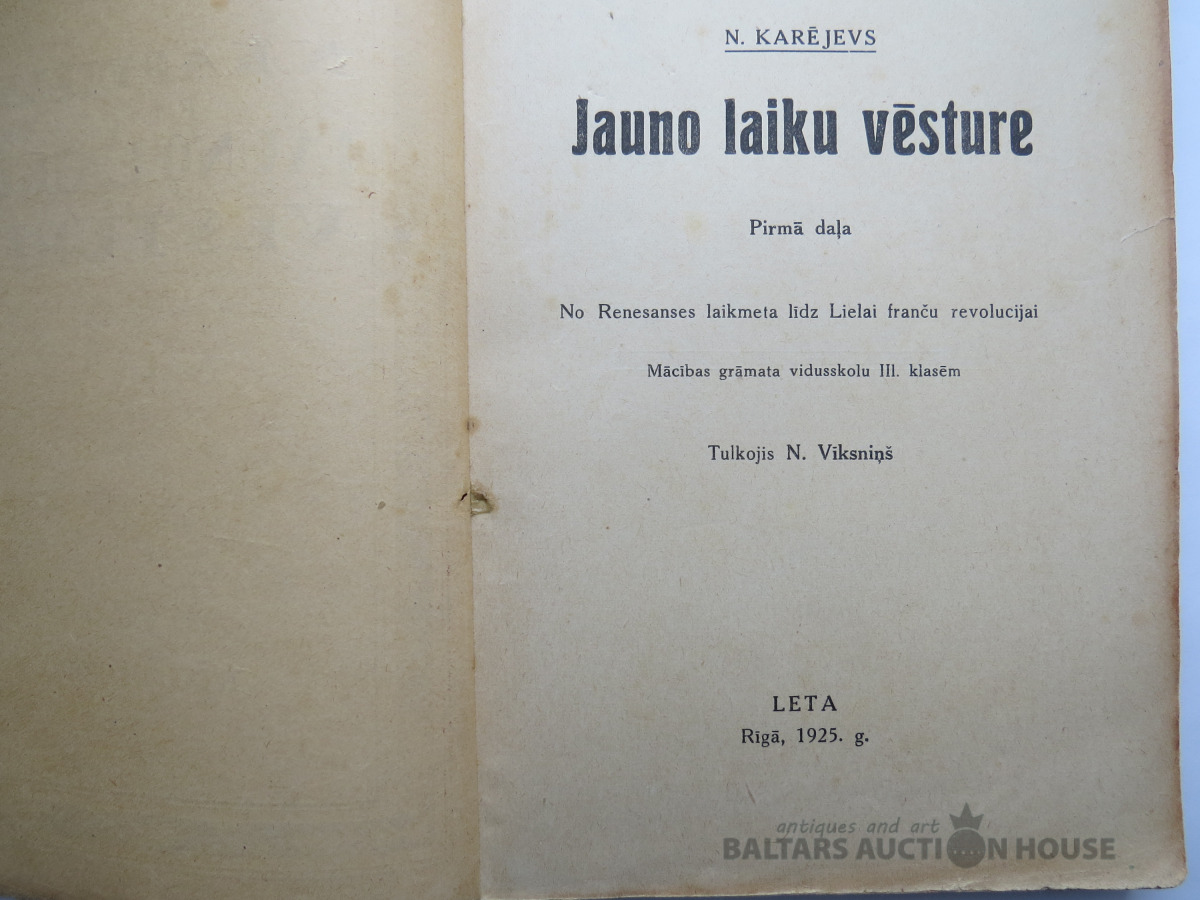 N. KARĒJEVS
Jauno laiku vēsture
Pirmā daļa
No Renesanses laikmeta līdz Lielai franču revolucijai
Mācības grāmata vidusskolu III. klasēm
Tulkojis N. Vīksniņš
LETA
Rīgā, 1925. g.
antiques and art
BALTARS AUCTION HOUSE